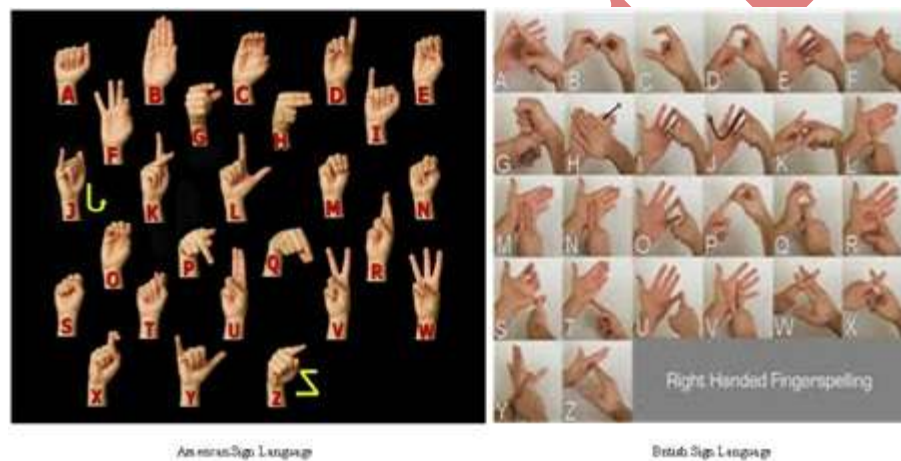 A B C D E
F G H I
J K L M N
O P Q R
S T U V W
X Y Z
A B C D E F
G H I J K L
M N O P Q R
S T U V W X
Y Z
Right Handed Fingerspelling
American Sign Language
British Sign Language